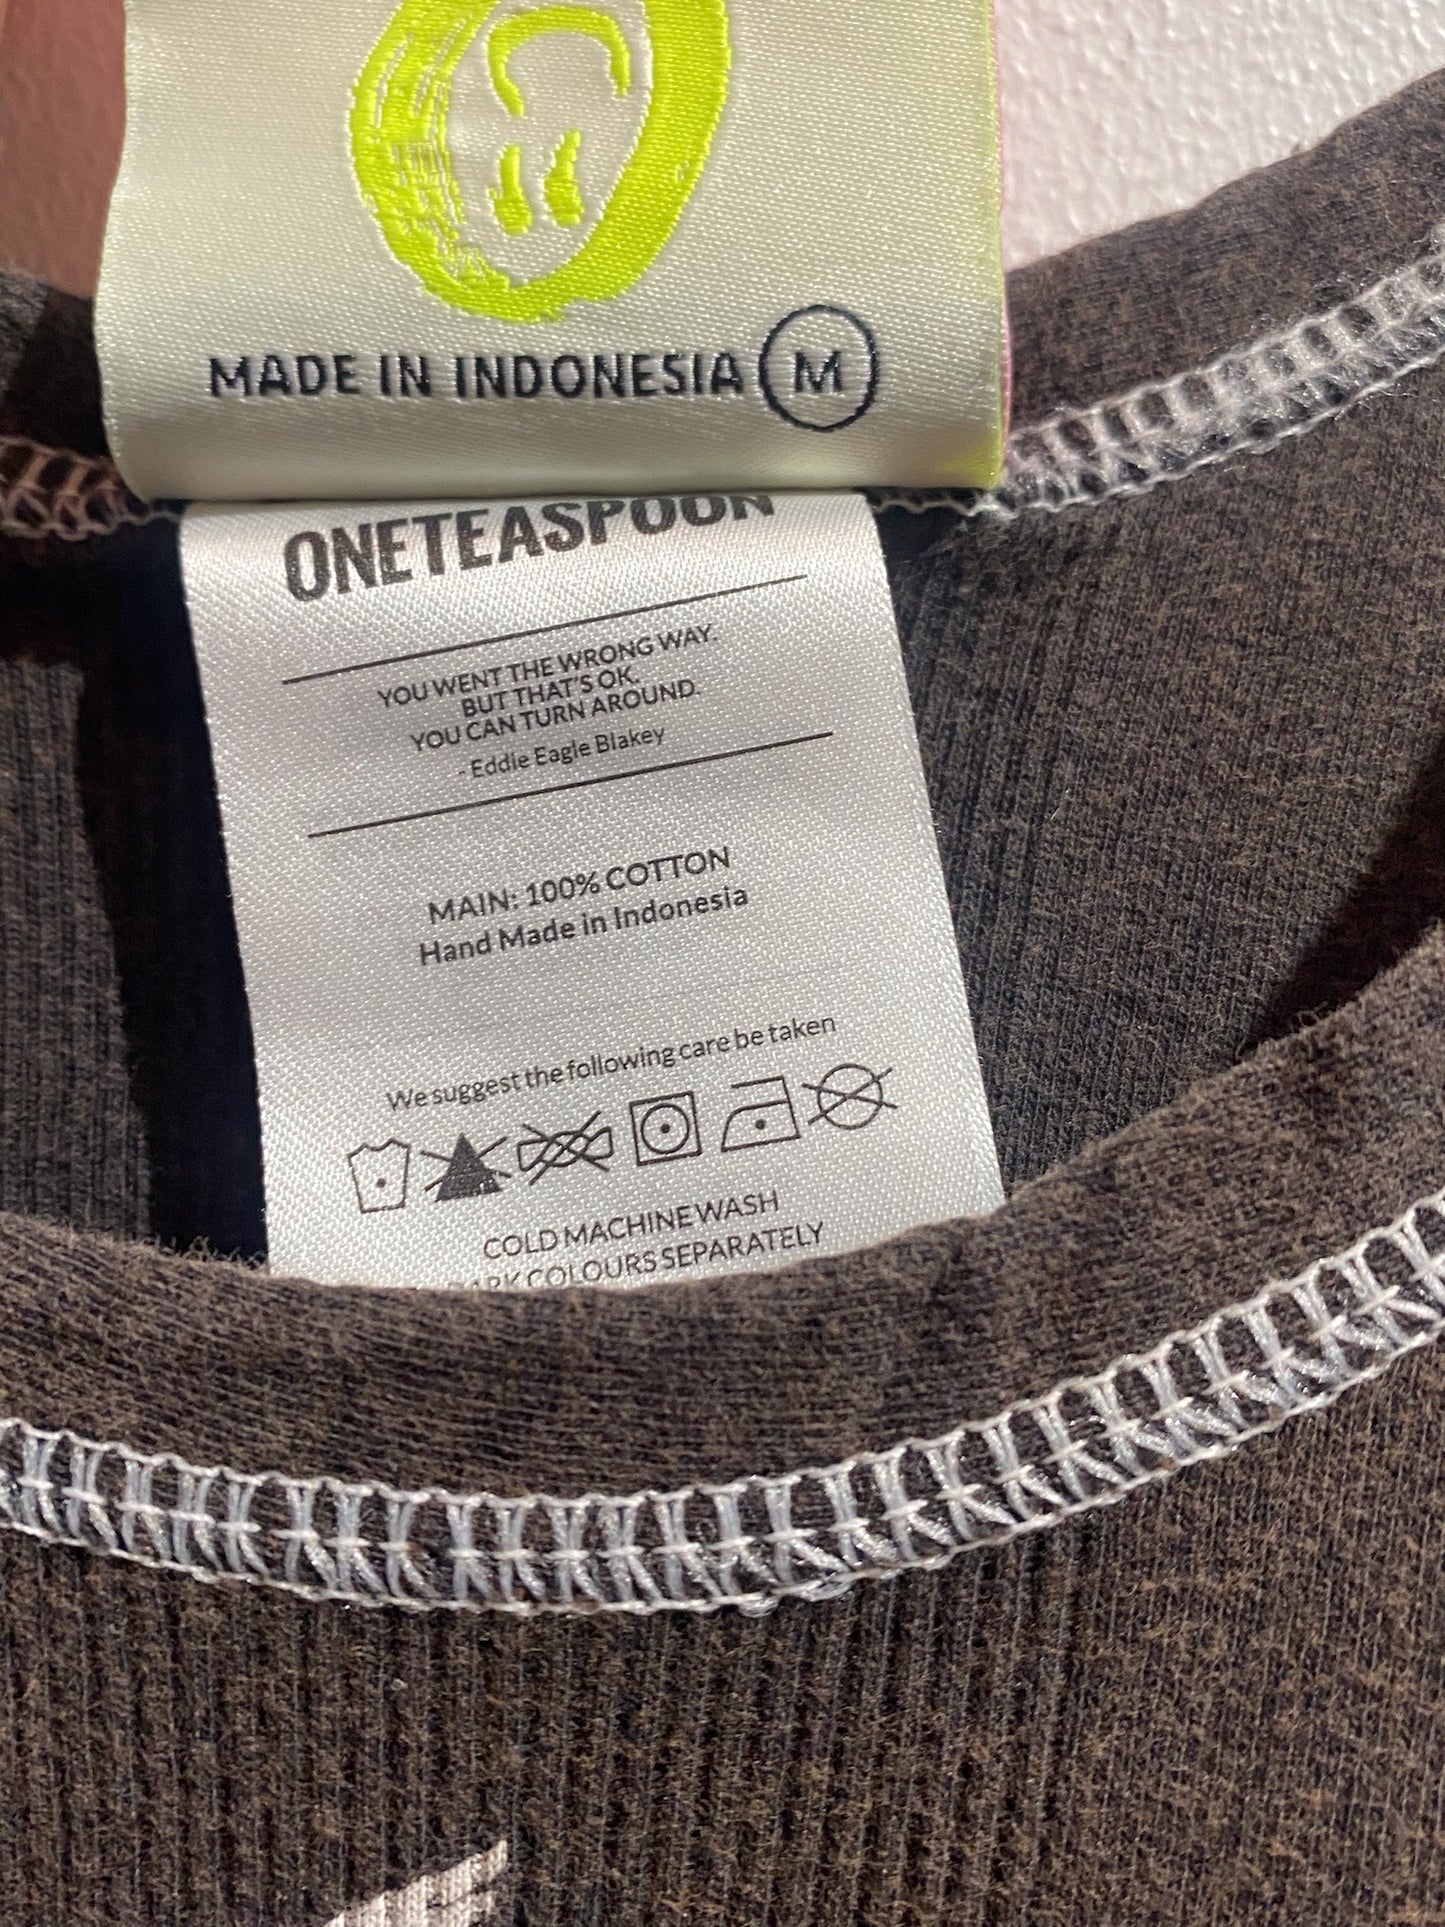 MADE IN INDONESIA M
ONETEASPOON
YOU WENT THE WRONG WAY.
BUT THAT'S OK.
YOU CAN TURN AROUND.
- Eddie Eagle Blakey
MAIN: 100% COTTON
Hand Made in Indonesia
We suggest the following care be taken
COLD MACHINE WASH
DARK COLOURS SEPARATELY